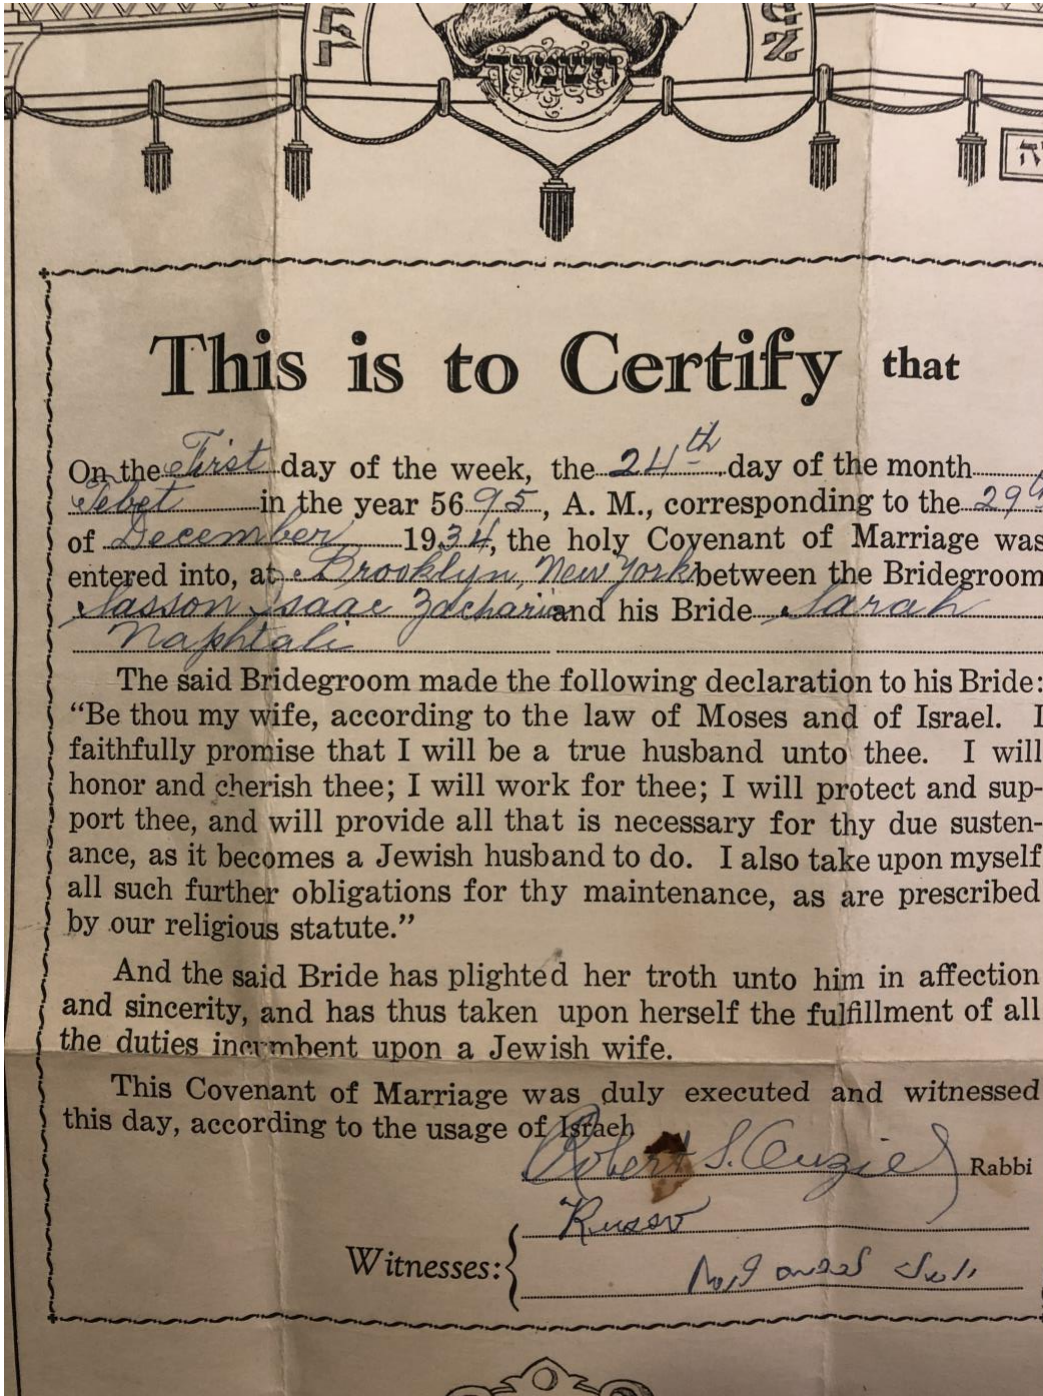 This is to Certify that
On the First day of the week, the 24th day of the month
Tebet in the year 5695, A. M., corresponding to the 29th
of December 1934, the holy Covenant of Marriage was
entered into, at Brooklyn, New York between the Bridegroom
Sasson Isaac Zacharia and his Bride Sarah
Naphtali
The said Bridegroom made the following declaration to his Bride:
“Be thou my wife, according to the law of Moses and of Israel. I
faithfully promise that I will be a true husband unto thee. I will
honor and cherish thee; I will work for thee; I will protect and sup-
port thee, and will provide all that is necessary for thy due susten-
ance, as it becomes a Jewish husband to do. I also take upon myself
all such further obligations for thy maintenance, as are prescribed
by our religious statute.”
And the said Bride has plighted her troth unto him in affection
and sincerity, and has thus taken upon herself the fulfillment of all
the duties incumbent upon a Jewish wife.
This Covenant of Marriage was duly executed and witnessed
this day, according to the usage of Israel
Robert S. Rabbi
Russo
Witnesses: